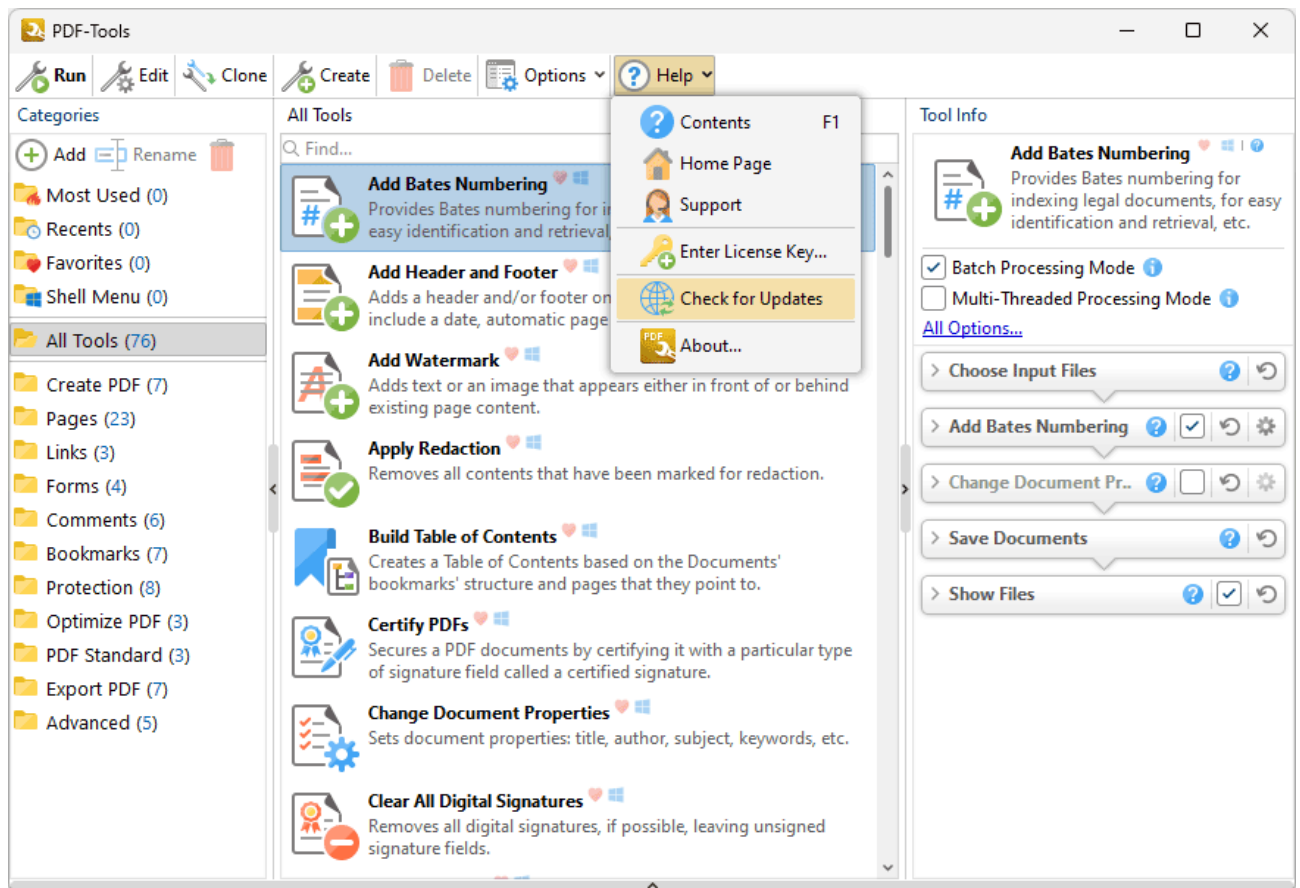 PDF-Tools
Run Edit Clone Create Delete Options Help
Categories
Add Rename
Most Used (0)
Recents (0)
Favorites (0)
Shell Menu (0)
All Tools (76)
Create PDF (7)
Pages (23)
Links (3)
Forms (4)
Comments (6)
Bookmarks (7)
Protection (8)
Optimize PDF (3)
PDF Standard (3)
Export PDF (7)
Advanced (5)
All Tools
Find...
Add Bates Numbering
Provides Bates numbering for
easy identification and retrieval,
Add Header and Footer
Adds a header and/or footer on
include a date, automatic page
Add Watermark
Adds text or an image that appears either in front of or behind
existing page content.
Apply Redaction
Removes all contents that have been marked for redaction.
Build Table of Contents
Creates a Table of Contents based on the Documents'
bookmarks' structure and pages that they point to.
Certify PDFs
Secures a PDF documents by certifying it with a particular type
of signature field called a certified signature.
Change Document Properties
Sets document properties: title, author, subject, keywords, etc.
Clear All Digital Signatures
Removes all digital signatures, if possible, leaving unsigned
signature fields.
Contents F1
Home Page
Support
Enter License Key...
Check for Updates
PDF
About...
Tool Info
Add Bates Numbering
Provides Bates numbering for
indexing legal documents, for easy
identification and retrieval, etc.
Batch Processing Mode
Multi-Threaded Processing Mode
All Options...
Choose Input Files
Add Bates Numbering
Change Document Pr..
Save Documents
Show Files